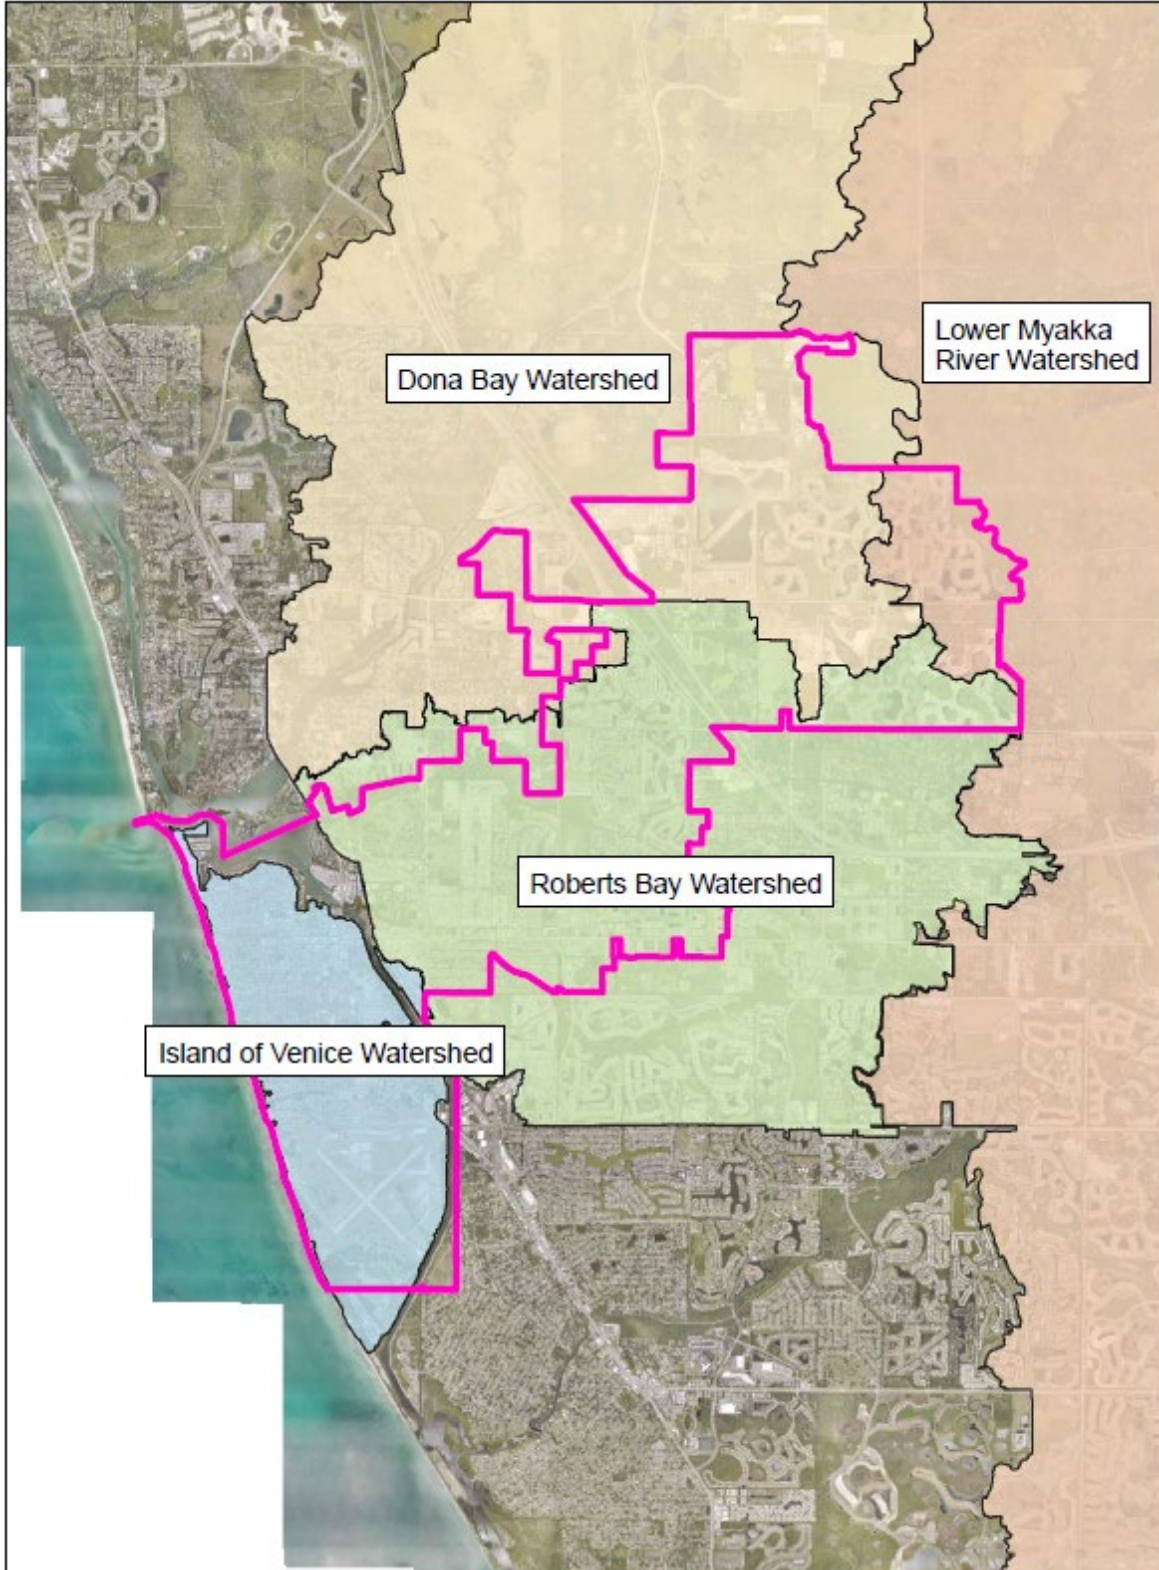 Lower Myakka
River Watershed
Dona Bay Watershed
Roberts Bay Watershed
Island of Venice Watershed